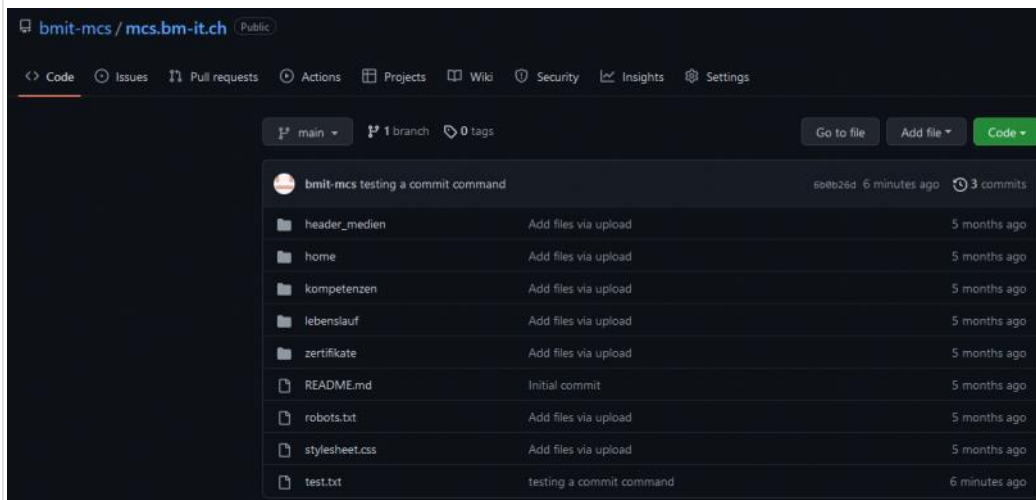 bmit-mcs / mcs.bm-it.ch Public
Code Issues Pull requests Actions Projects Wiki Security Insights Settings
main 1 branch 0 tags Go to file Add file Code
bmit-mcs testing a commit command 6b0b26d 6 minutes ago 3 commits
header_medien Add files via upload 5 months ago
home Add files via upload 5 months ago
kompetenzen Add files via upload 5 months ago
lebenslauf Add files via upload 5 months ago
zertifikate Add files via upload 5 months ago
README.md Initial commit 5 months ago
robots.txt Add files via upload 5 months ago
stylesheet.css Add files via upload 5 months ago
test.txt testing a commit command 6 minutes ago